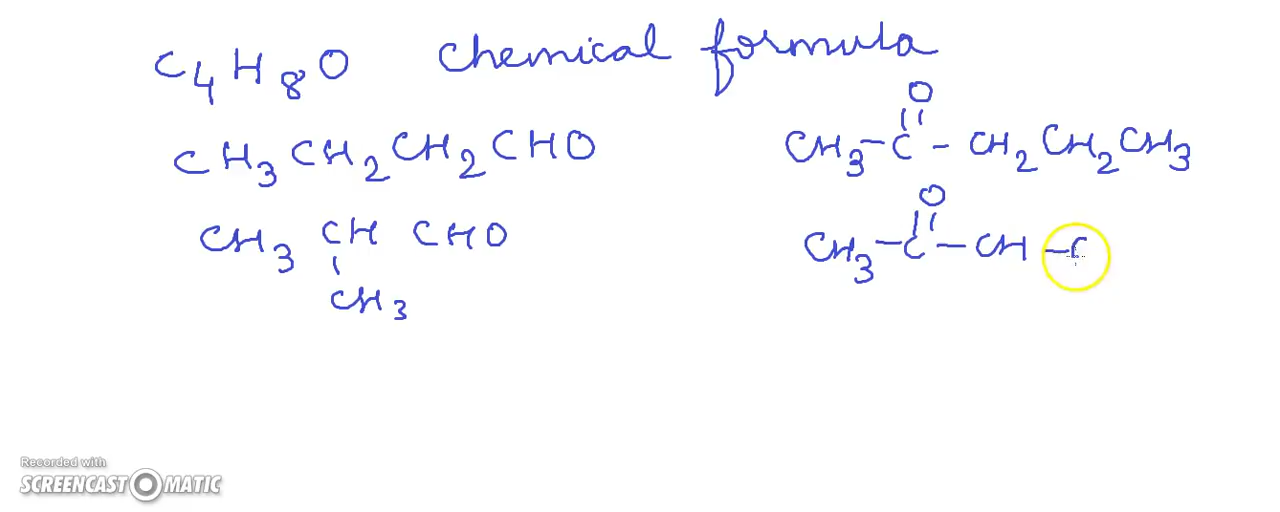 C4H8O chemical formula
CH3CH2CH2CHO
CH3 CH CHO
CH3
O
CH3-C-CH2CH2CH3
O
CH3-C-CH-C
Recorded with
SCREENCAST MATIC